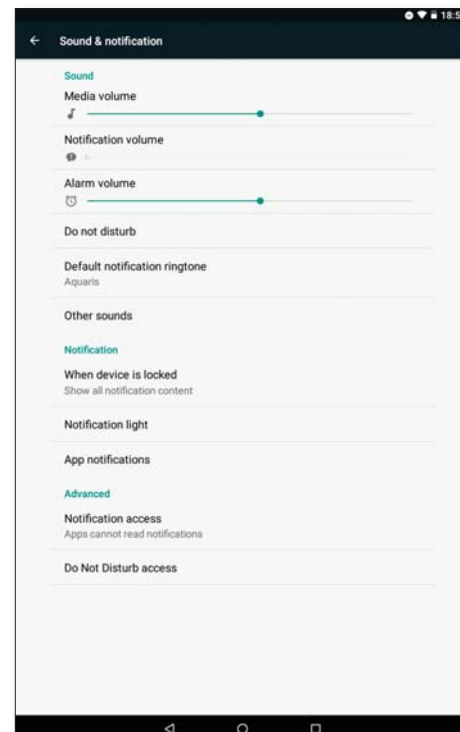 18:5
Sound & notification
Sound
Media volume
Notification volume
Alarm volume
Do not disturb
Default notification ringtone
Aquaris
Other sounds
Notification
When device is locked
Show all notification content
Notification light
App notifications
Advanced
Notification access
Apps cannot read notifications
Do Not Disturb access